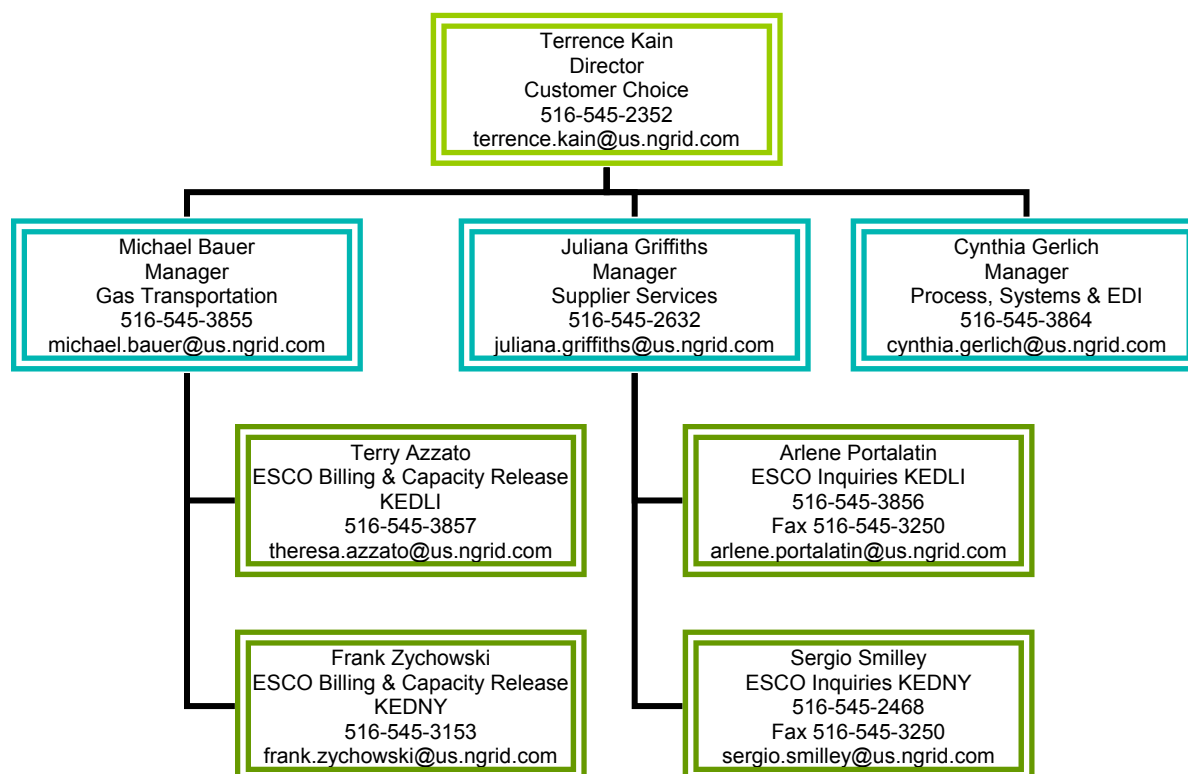 Terrence Kain
Director
Customer Choice
516-545-2352
terrence.kain@us.ngrid.com
Michael Bauer
Manager
Gas Transportation
516-545-3855
michael.bauer@us.ngrid.com
Juliana Griffiths
Manager
Supplier Services
516-545-2632
juliana.griffiths@us.ngrid.com
Cynthia Gerlich
Manager
Process, Systems & EDI
516-545-3864
cynthia.gerlich@us.ngrid.com
Terry Azzato
ESCO Billing & Capacity Release
KEDLI
516-545-3857
theresa.azzato@us.ngrid.com
Arlene Portalatin
ESCO Inquiries KEDLI
516-545-3856
Fax 516-545-3250
arlene.portalatin@us.ngrid.com
Frank Zychowski
ESCO Billing & Capacity Release
KEDNY
516-545-3153
frank.zychowski@us.ngrid.com
Sergio Smilley
ESCO Inquiries KEDNY
516-545-2468
Fax 516-545-3250
sergio.smilley@us.ngrid.com